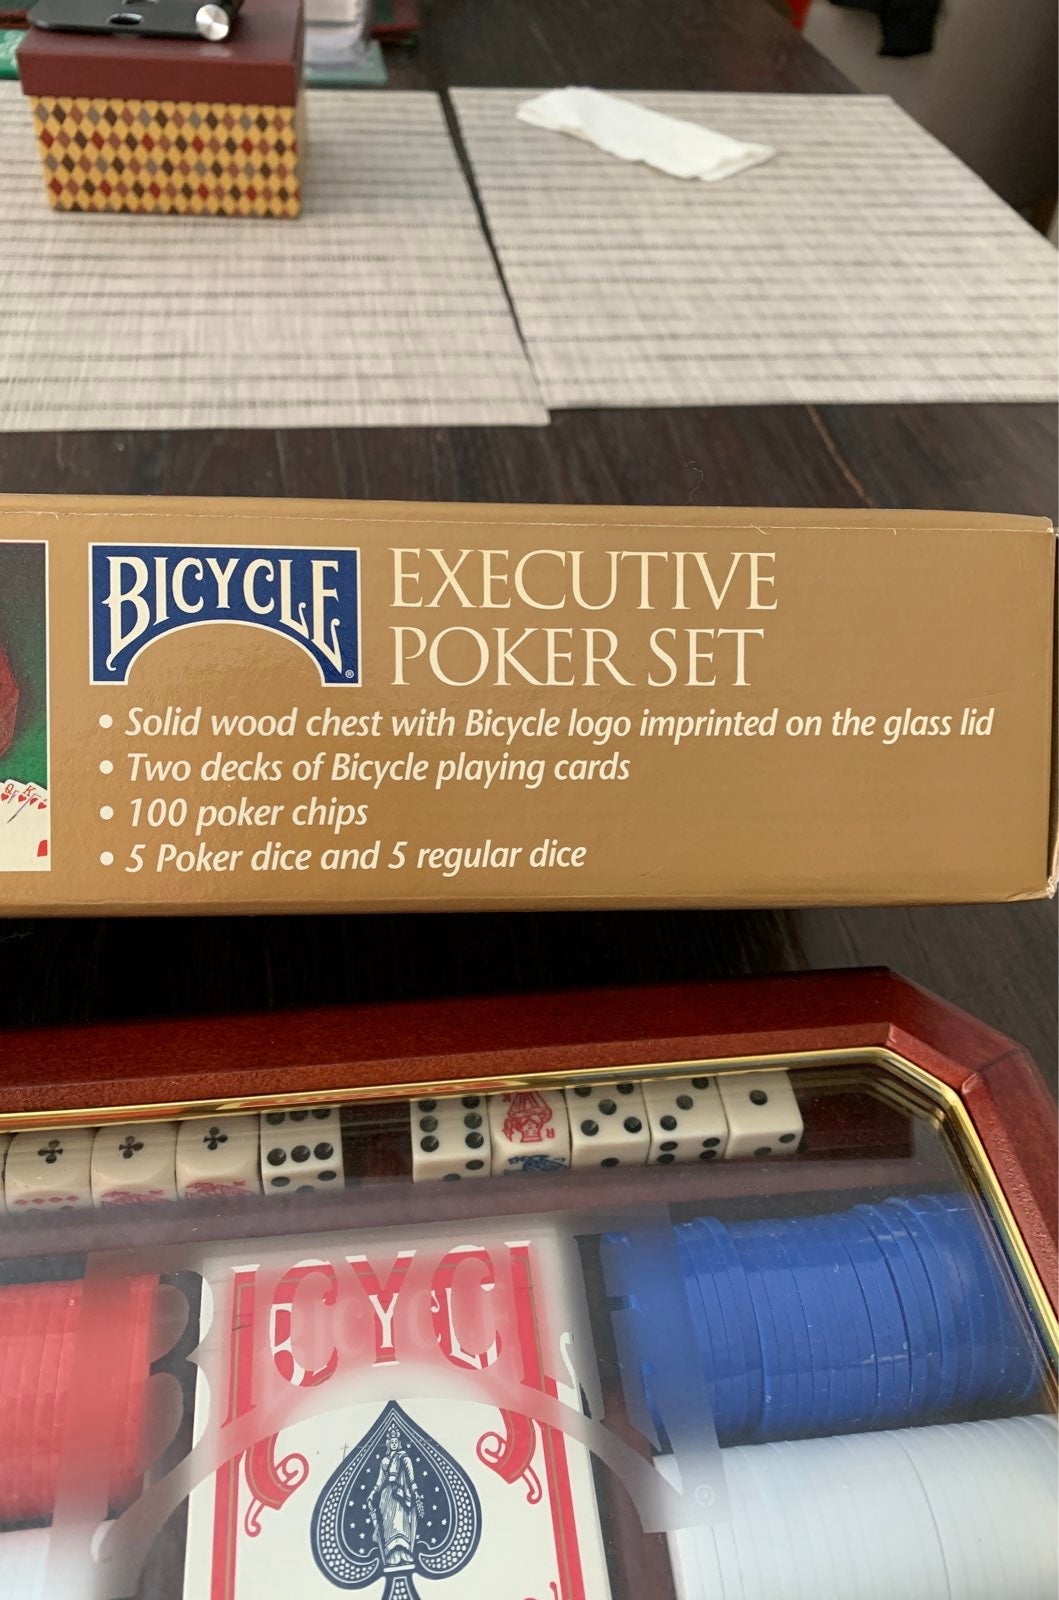 BICYCLE
®
EXECUTIVE
POKER SET
• Solid wood chest with Bicycle logo imprinted on the glass lid
• Two decks of Bicycle playing cards
• 100 poker chips
• 5 Poker dice and 5 regular dice
BICYCL